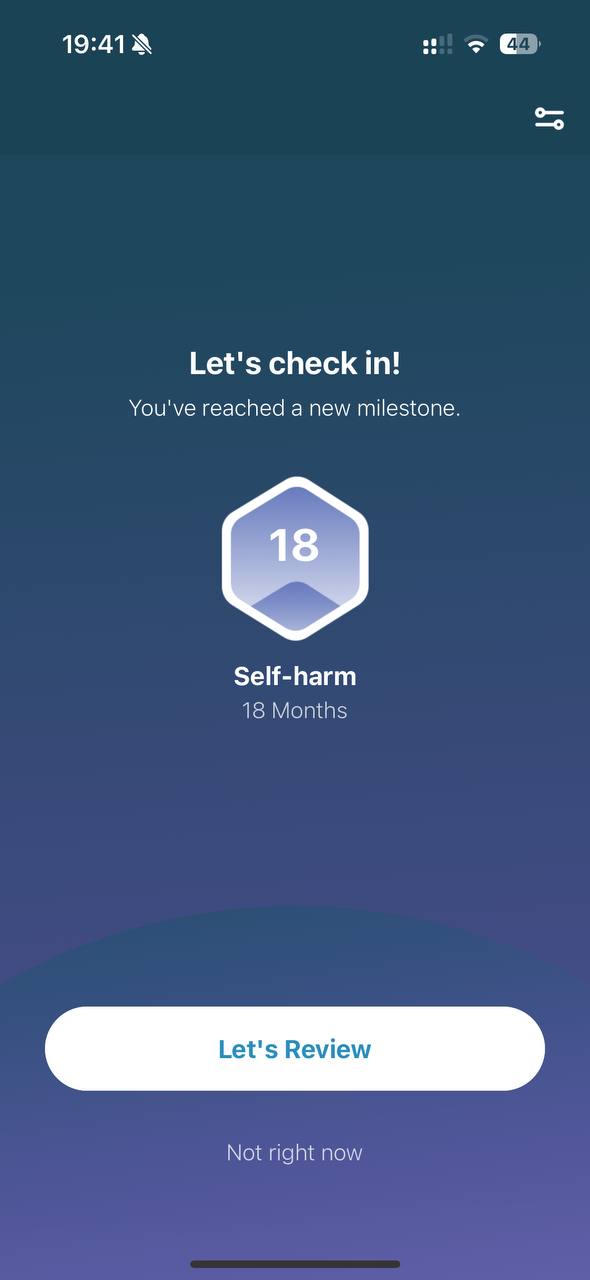 19:41
44
Let's check in!
You've reached a new milestone.
18
Self-harm
18 Months
Let's Review
Not right now